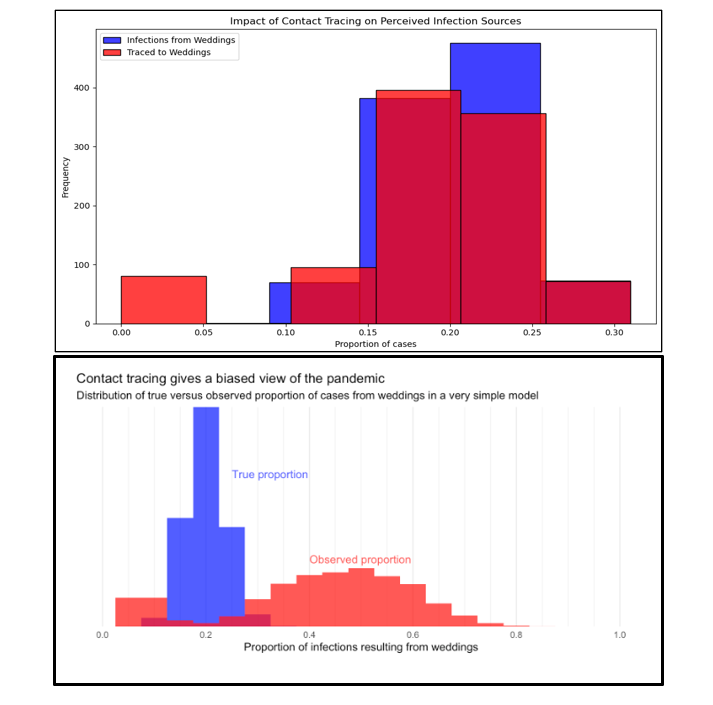 Impact of Contact Tracing on Perceived Infection Sources
Infections from Weddings
Traced to Weddings
Frequency
400
300
200
100
0
0.00 0.05 0.10 0.15 0.20 0.25 0.30
Proportion of cases
Contact tracing gives a biased view of the pandemic
Distribution of true versus observed proportion of cases from weddings in a very simple model
True proportion
Observed proportion
0.0 0.2 0.4 0.6 0.8 1.0
Proportion of infections resulting from weddings